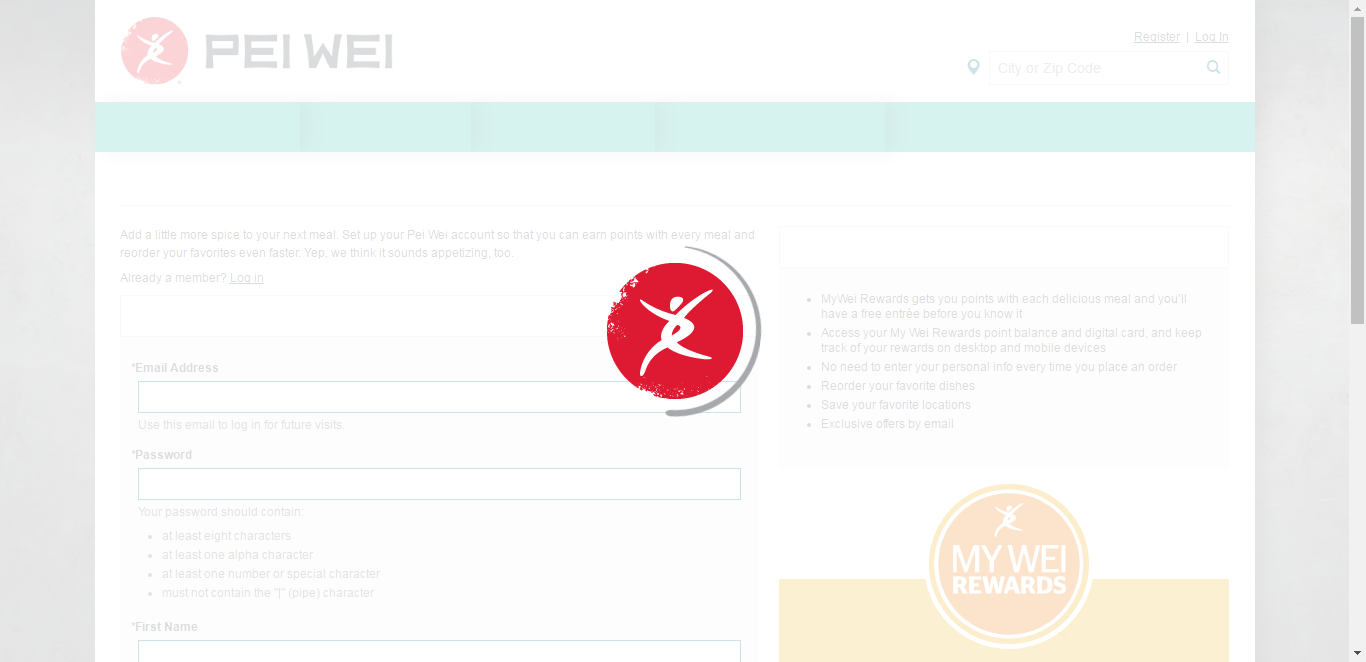 PEI WEI
Register | Log In
City or Zip Code
Add a little more spice to your next meal. Set up your Pei Wei account so that you can earn points with every meal and
reorder your favorites even faster. Yep, we think it sounds appetizing, too.
Already a member? Log in
*Email Address
Use this email to log in for future visits.
*Password
Your password should contain:
• at least eight characters
• at least one alpha character
• at least one number or special character
• must not contain the "|" (pipe) character
*First Name
• MyWei Rewards gets you points with each delicious meal and you'll
have a free entrée before you know it
• Access your My Wei Rewards point balance and digital card, and keep
track of your rewards on desktop and mobile devices
• No need to enter your personal info every time you place an order
• Reorder your favorite dishes
• Save your favorite locations
• Exclusive offers by email
MY WEI
REWARDS